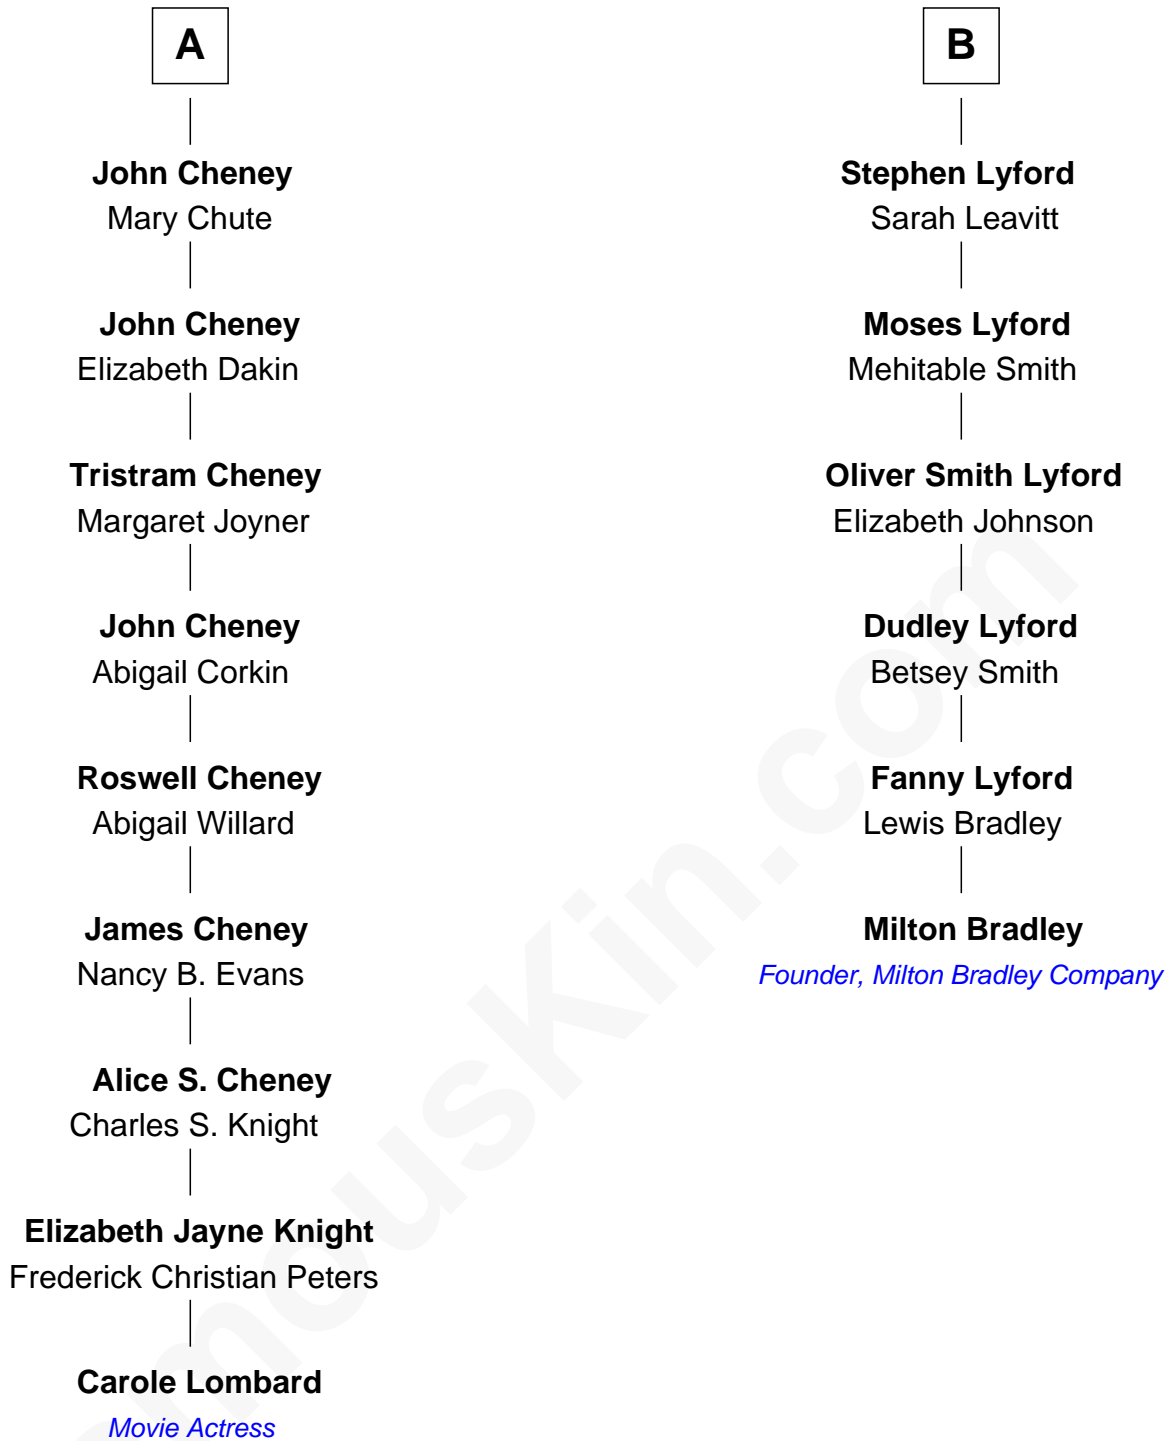 A
John Cheney
Mary Chute
John Cheney
Elizabeth Dakin
Tristram Cheney
Margaret Joyner
John Cheney
Abigail Corkin
Roswell Cheney
Abigail Willard
James Cheney
Nancy B. Evans
Alice S. Cheney
Charles S. Knight
Elizabeth Jayne Knight
Frederick Christian Peters
Carole Lombard
Movie Actress
B
Stephen Lyford
Sarah Leavitt
Moses Lyford
Mehitable Smith
Oliver Smith Lyford
Elizabeth Johnson
Dudley Lyford
Betsey Smith
Fanny Lyford
Lewis Bradley
Milton Bradley
Founder, Milton Bradley Company
mouskin.com